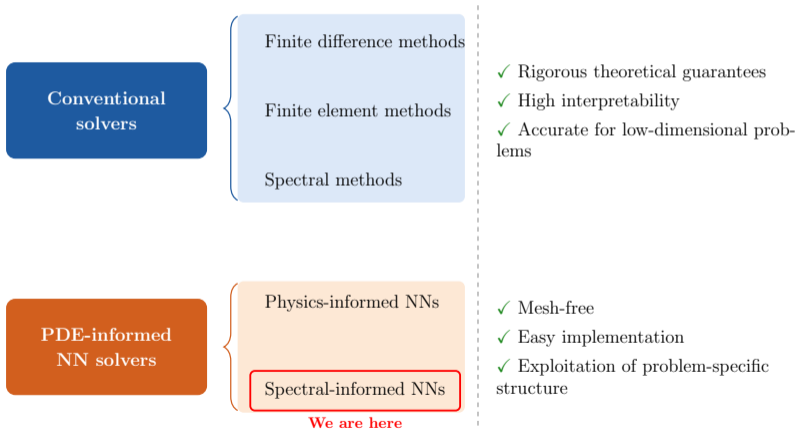 Conventional
solvers
Finite difference methods
Finite element methods
Spectral methods
✓ Rigorous theoretical guarantees
✓ High interpretability
✓ Accurate for low-dimensional prob-
lems
PDE-informed
NN solvers
Physics-informed NNs
Spectral-informed NNs
We are here
✓ Mesh-free
✓ Easy implementation
✓ Exploitation of problem-specific
structure